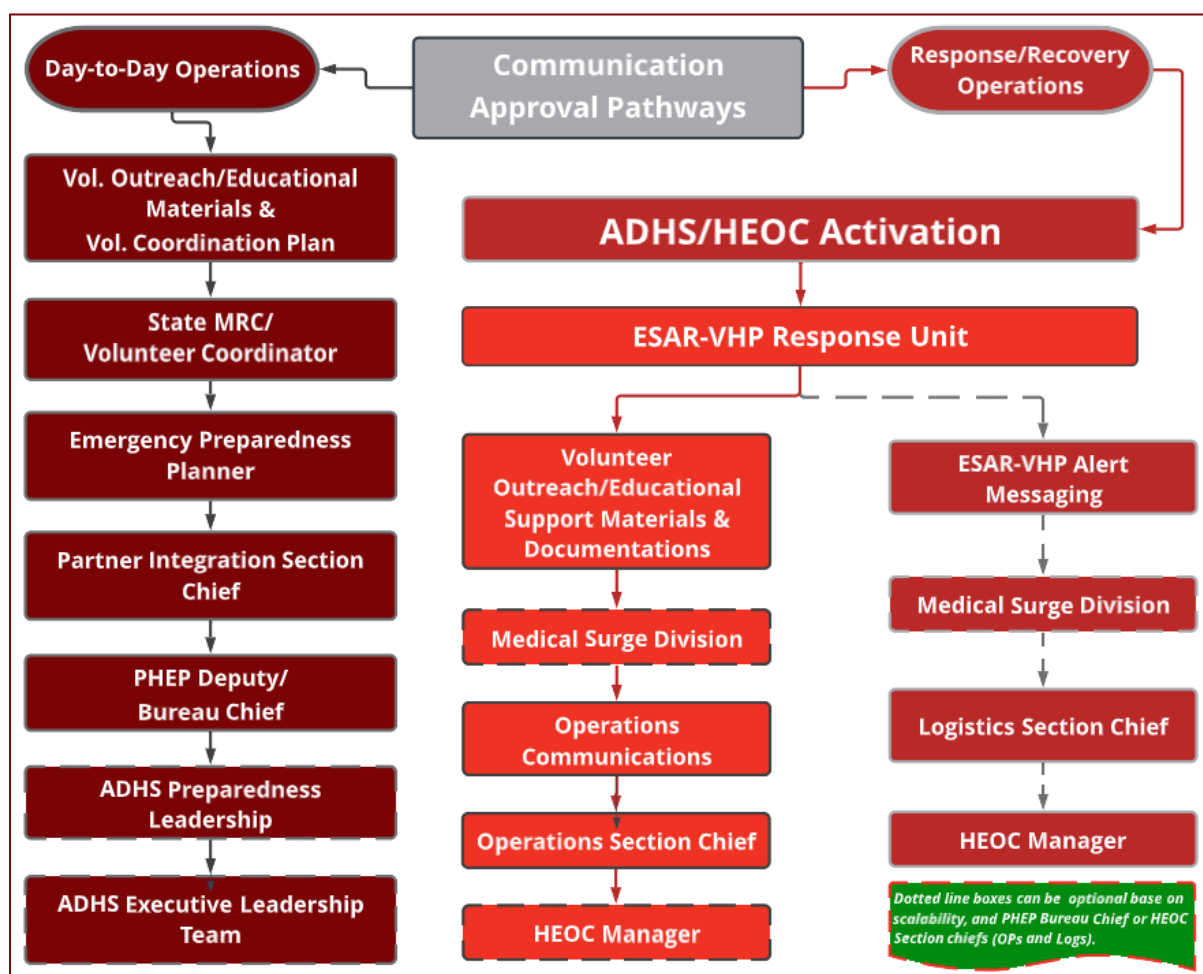 Communication
Approval Pathways
Day-to-Day Operations
Vol. Outreach/Educational
Materials &
Vol. Coordination Plan
State MRC/
Volunteer Coordinator
Emergency Preparedness
Planner
Partner Integration Section
Chief
PHEP Deputy/
Bureau Chief
ADHS Preparedness
Leadership
ADHS Executive Leadership
Team
Response/Recovery
Operations
ADHS/HEOC Activation
ESAR-VHP Response Unit
Volunteer
Outreach/Educational
Support Materials &
Documentations
Medical Surge Division
Operations
Communications
Operations Section Chief
HEOC Manager
ESAR-VHP Alert
Messaging
Medical Surge Division
Logistics Section Chief
HEOC Manager
Dotted line boxes can be optional base on
scalability, and PHEP Bureau Chief or HEOC
Section chiefs (OPs and Logs).